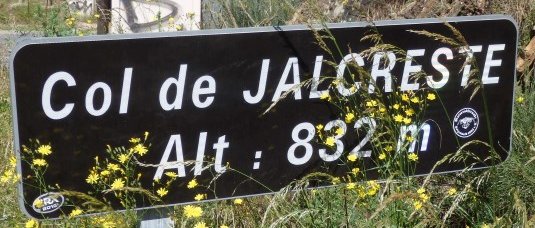 Col de JALCRESTE
Alt : 832 m